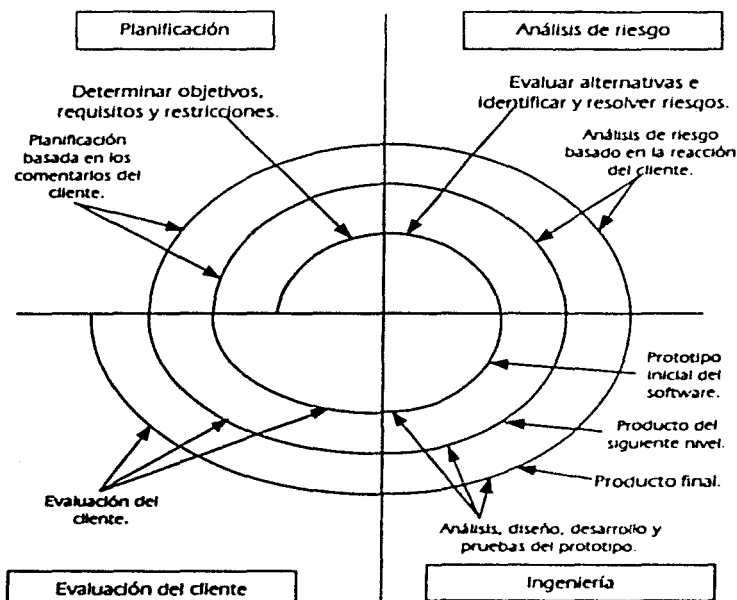 Planificación
Análisis de riesgo
Determinar objetivos,
requisitos y restricciones.
Evaluar alternativas e
identificar y resolver riesgos.
Planificación
basada en los
comentarios del
cliente.
Análisis de riesgo
basado en la reacción
del cliente.
Prototipo
inicial del
software.
Producto del
siguiente nivel.
Producto final.
Evaluación del
cliente.
Análisis, diseño, desarrollo y
pruebas del prototipo.
Evaluación del cliente
Ingeniería